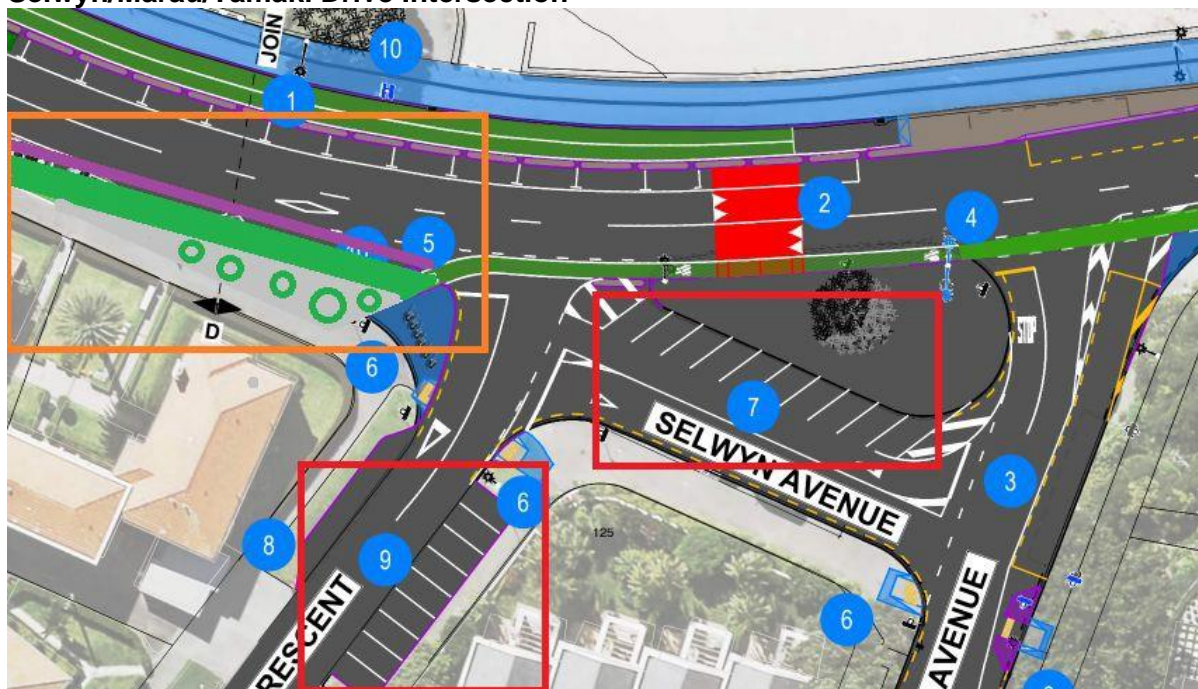 Selwyn/Marau/Tamaki Drive Intersection
JOIN
10
1
2
4
5
D
STOP
6
7
SELWYN AVENUE
3
6
8
9
125
6
RESCENT
AVENUE